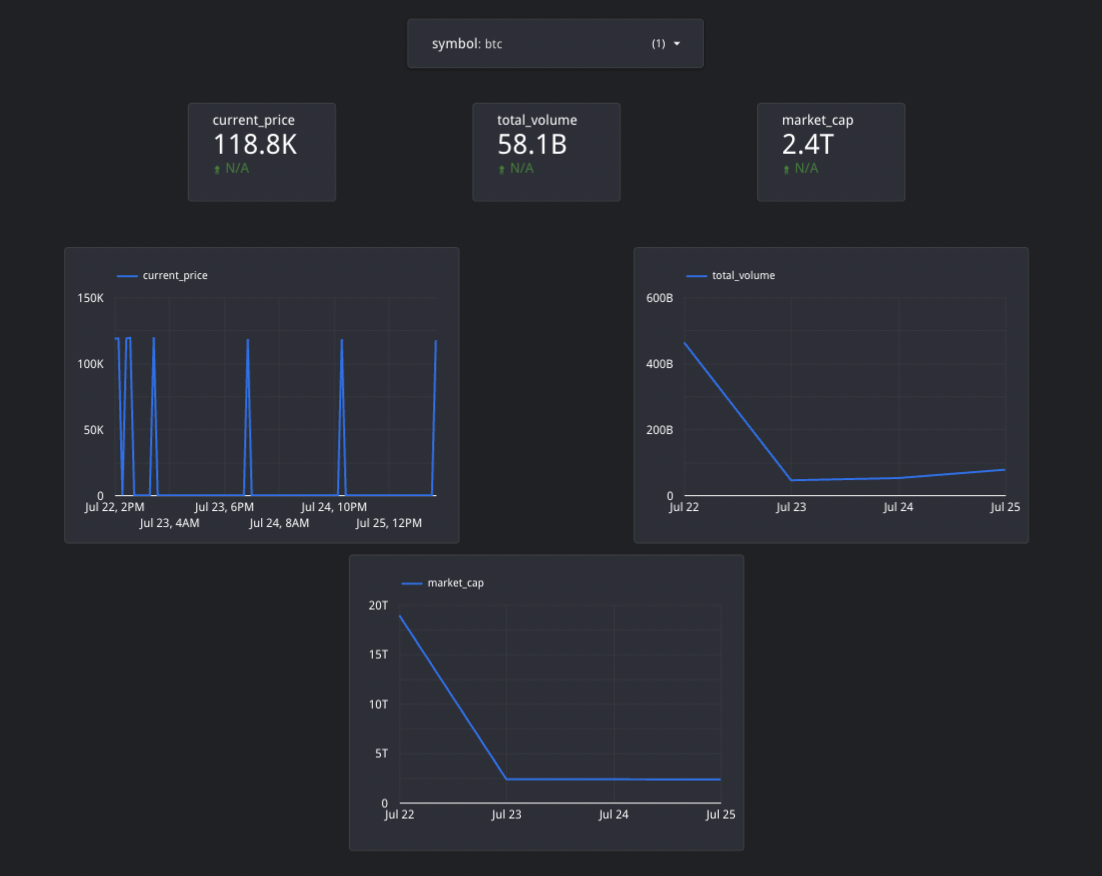 symbol: btc (1)
current_price
118.8K
N/A
total_volume
58.1B
N/A
market_cap
2.4T
N/A
current_price
150K
100K
50K
0
Jul 22, 2PM Jul 23, 6PM Jul 24, 10PM
Jul 23, 4AM Jul 24, 8AM Jul 25, 12PM
total_volume
600B
400B
200B
0
Jul 22 Jul 23 Jul 24 Jul 25
market_cap
20T
15T
10T
5T
0
Jul 22 Jul 23 Jul 24 Jul 25